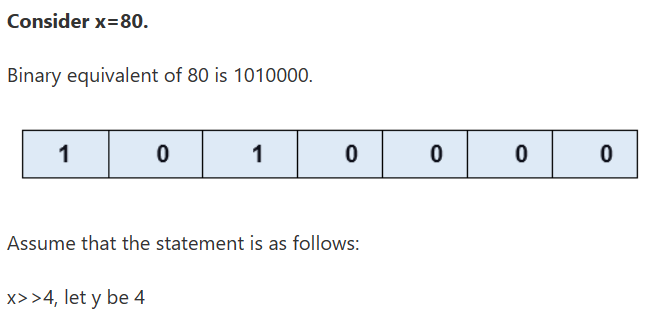 Consider x=80.
Binary equivalent of 80 is 1010000.
1 0 1 0 0 0 0
Assume that the statement is as follows:
x>>4, let y be 4